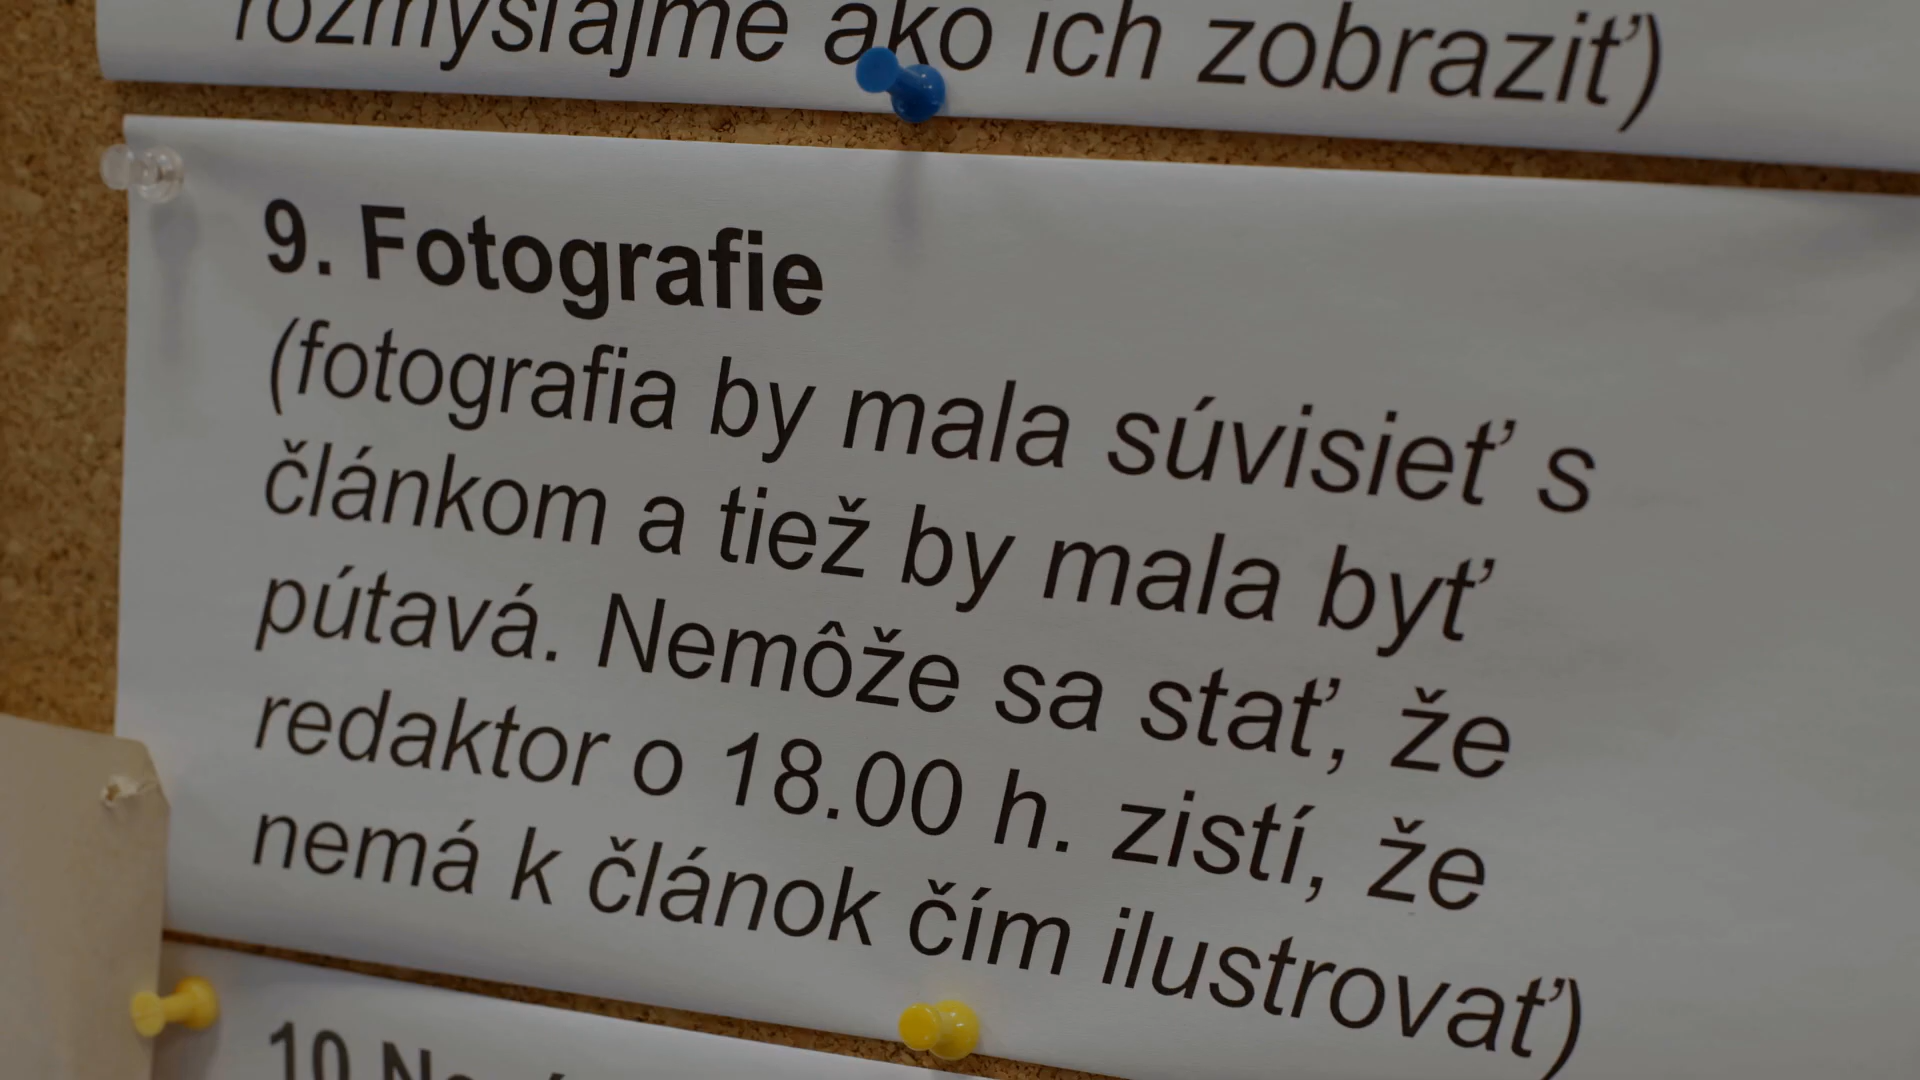 rozmýšľajme ako ich zobraziť)
9. Fotografie
(fotografia by mala súvisieť s
článkom a tiež by mala byť
pútavá. Nemôže sa stať, že
redaktor o 18.00 h. zistí, že
nemá k článok čím ilustrovať)
10